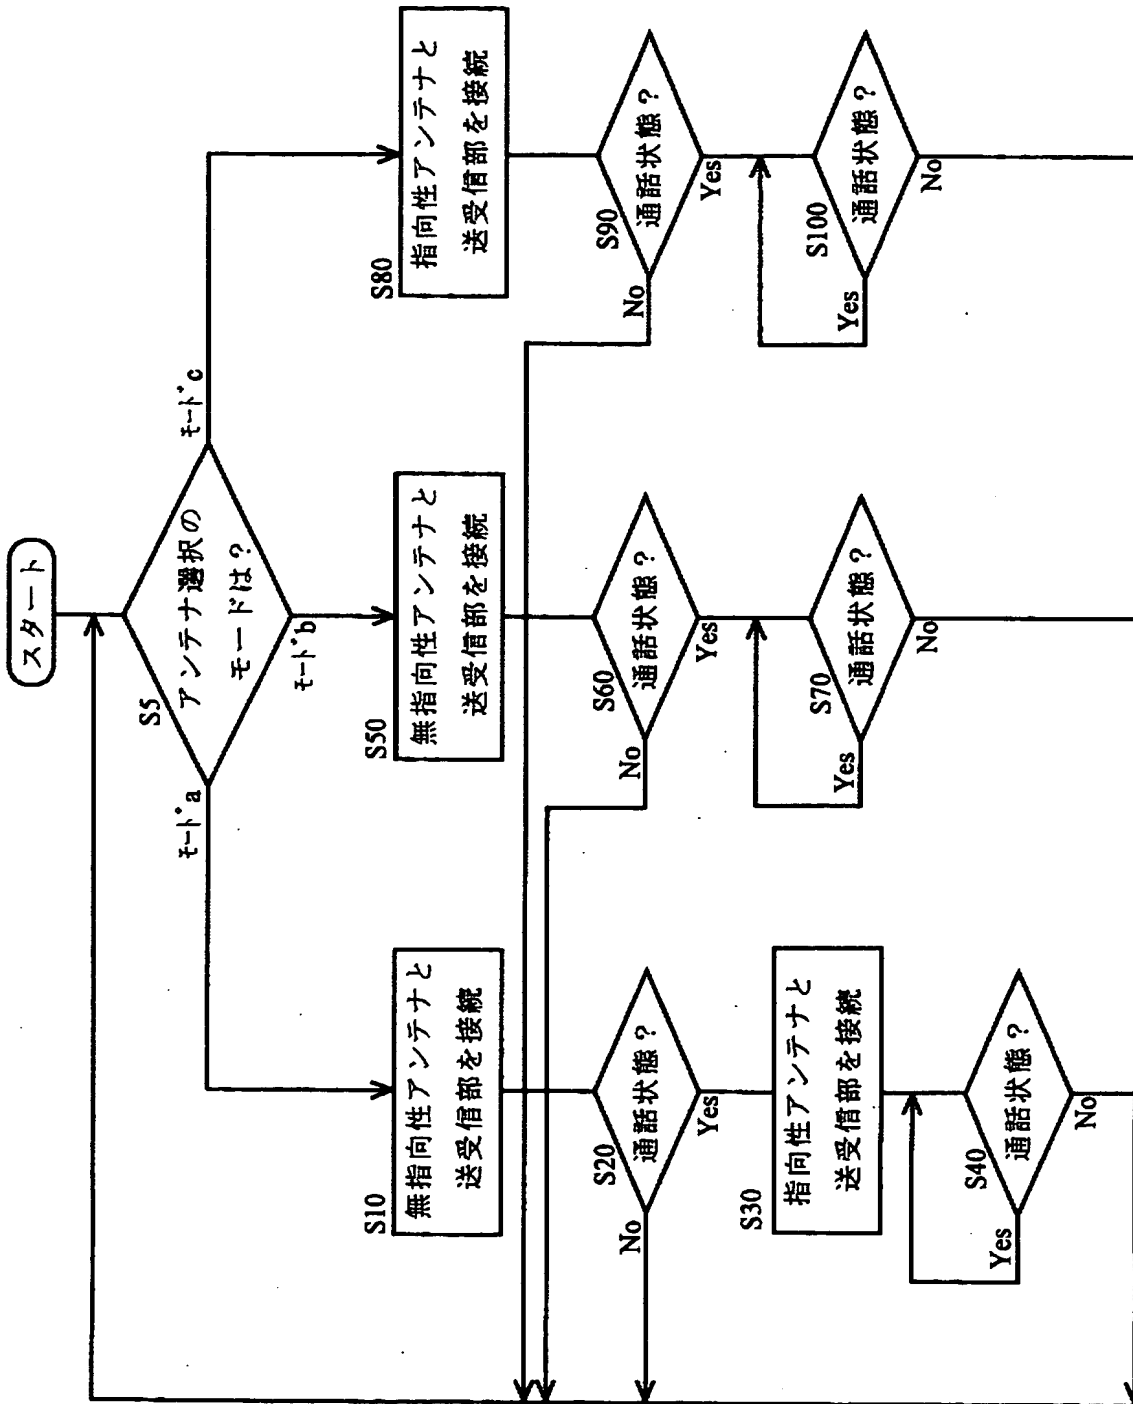 スタート
S5
アンテナ選択の
モードは？
モードa
モードb
モードc
S10
無指向性アンテナと
送受信部を接続
S20
通話状態？
No
Yes
S30
指向性アンテナと
送受信部を接続
S40
通話状態？
Yes
No
S50
無指向性アンテナと
送受信部を接続
S60
通話状態？
No
Yes
S70
通話状態？
Yes
No
S80
指向性アンテナと
送受信部を接続
S90
通話状態？
No
Yes
S100
通話状態？
Yes
No